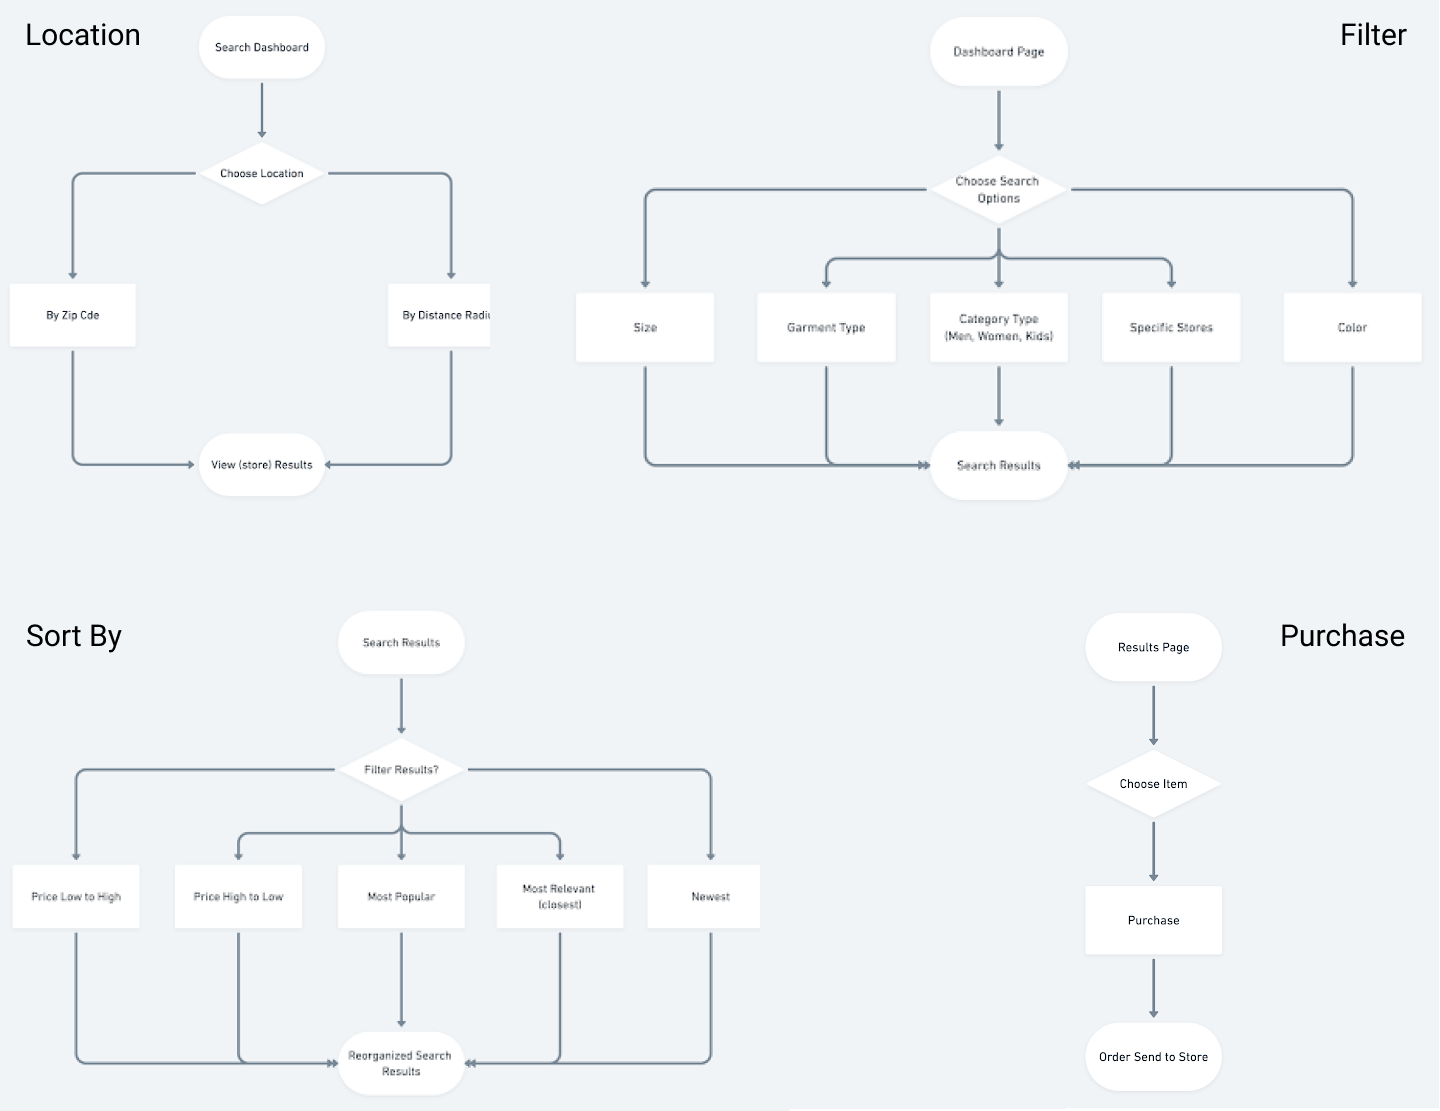 Location
Search Dashboard
Choose Location
By Zip Cde
By Distance
View (store) Results
Filter
Dashboard Page
Choose Search
Options
Size
Garment Type
Category Type
(Men, Women, Kids)
Specific Stores
Color
Search Results
Sort By
Search Results
Filter Results?
Price Low to High
Price High to Low
Most Popular
Most Relevant
(closest)
Newest
Reorganized Search
Results
Purchase
Results Page
Choose Item
Purchase
Order Send to Store